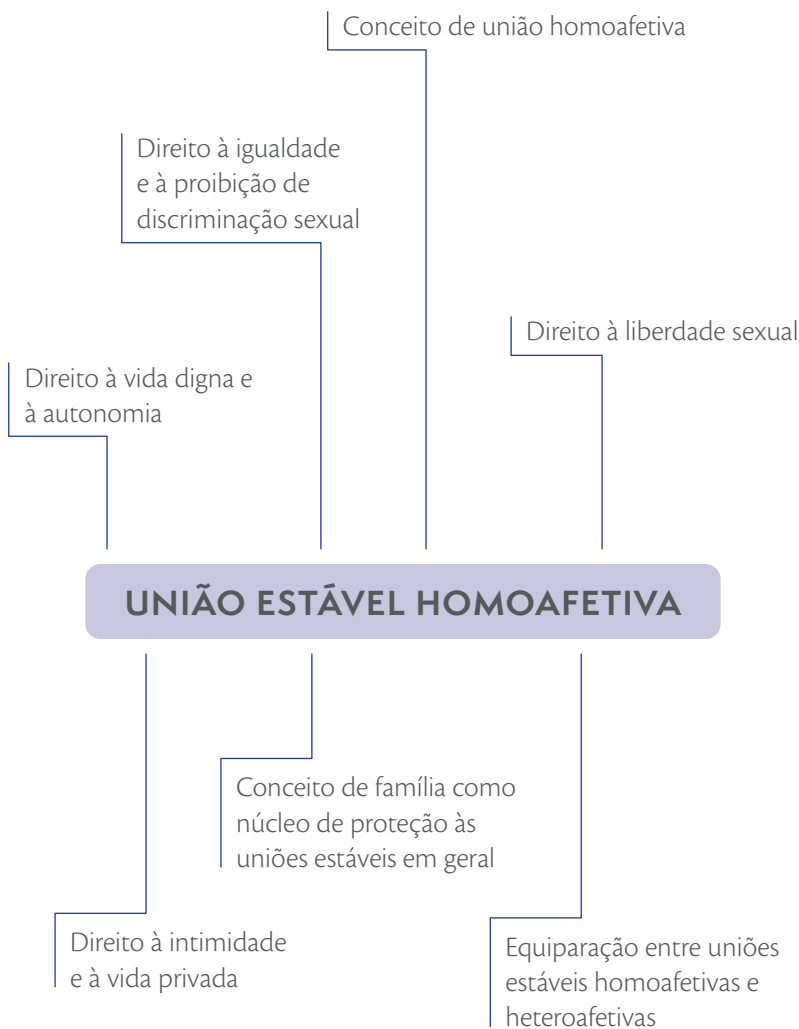 Conceito de união homoafetiva
Direito à igualdade
e à proibição de
discriminação sexual
Direito à liberdade sexual
Direito à vida digna e
à autonomia
UNIÃO ESTÁVEL HOMOAFETIVA
Conceito de família como
núcleo de proteção às
uniões estáveis em geral
Direito à intimidade
e à vida privada
Equiparação entre uniões
estáveis homoafetivas e
heteroafetivas